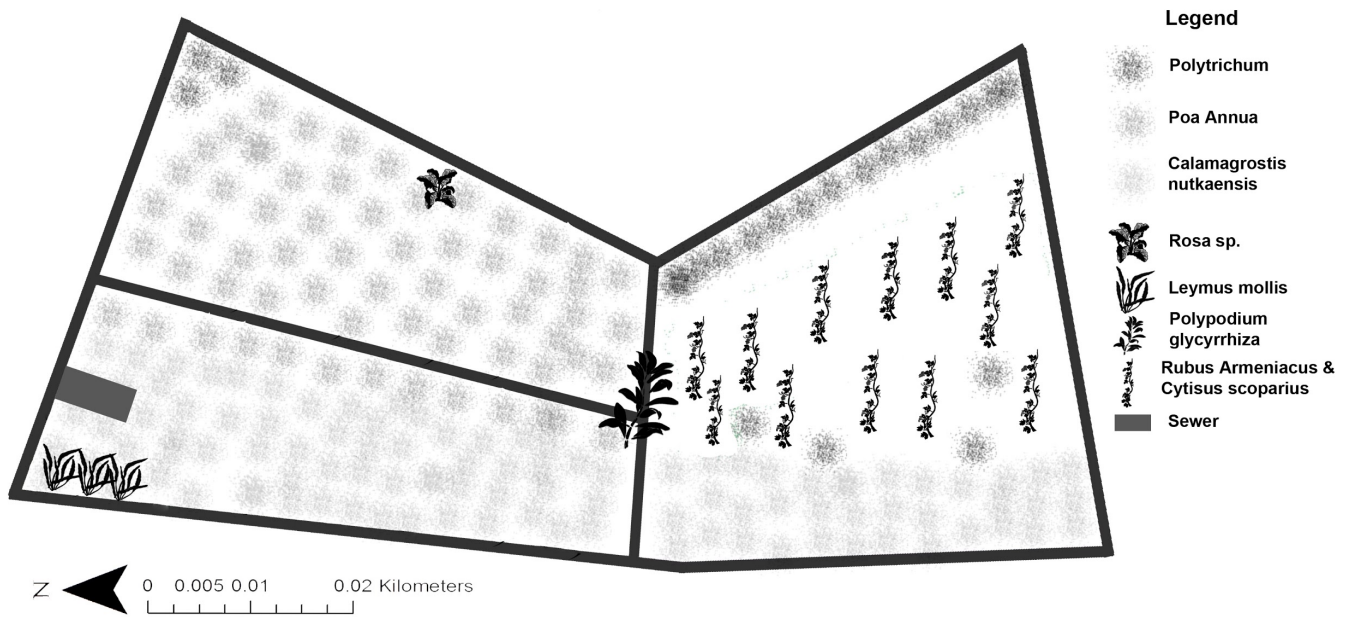 Legend
Polytrichum
Poa Annua
Calamagrostis
nutkaensis
Rosa sp.
Leymus mollis
Polypodium
glycyrrhiza
Rubus Armeniacus &
Cytisus scoparius
Sewer
N
0 0.005 0.01 0.02 Kilometers